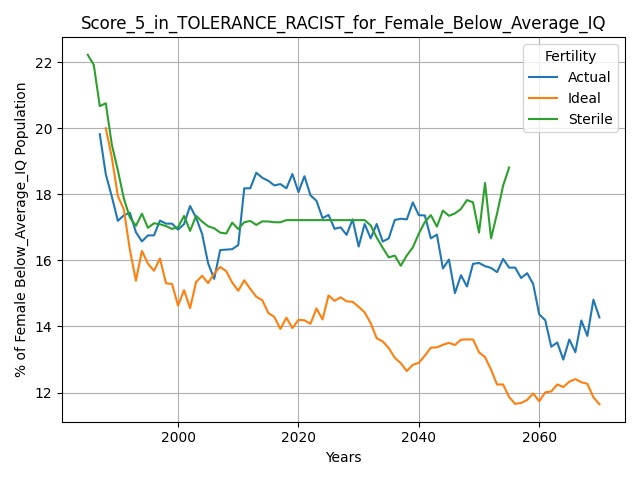 Score_5_in_TOLERANCE_RACIST_for_Female_Below_Average_IQ
% of Female Below_Average_IQ Population
22
20
18
16
14
12
Fertility
Actual
Ideal
Sterile
2000
2020
2040
2060
Years